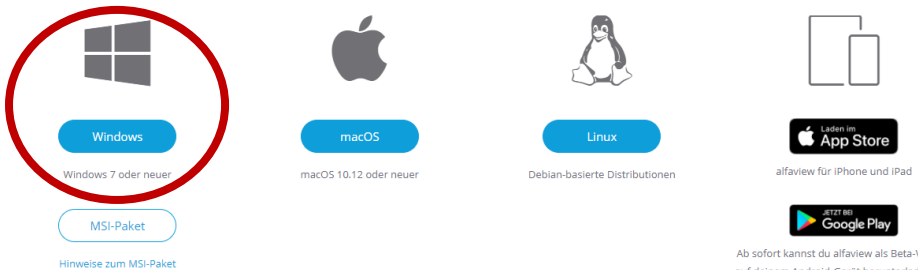 Windows
Windows 7 oder neuer
MSI-Paket
Hinweise zum MSI-Paket
macOS
macOS 10.12 oder neuer
Linux
Debian-basierte Distributionen
Laden im
App Store
alfaview für iPhone und iPad
JETZT BEI
Google Play
Ab sofort kannst du alfaview als Beta-V